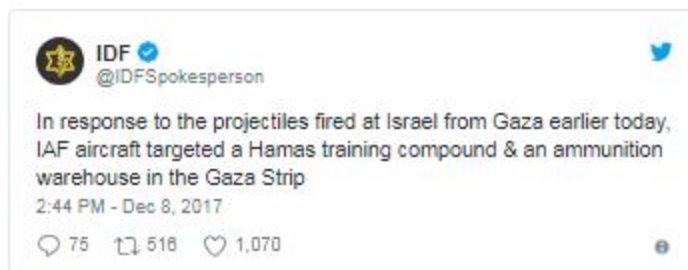 IDF
@IDFSpokesperson
In response to the projectiles fired at Israel from Gaza earlier today,
IAF aircraft targeted a Hamas training compound & an ammunition
warehouse in the Gaza Strip
2:44 PM - Dec 8, 2017
75 516 1,070